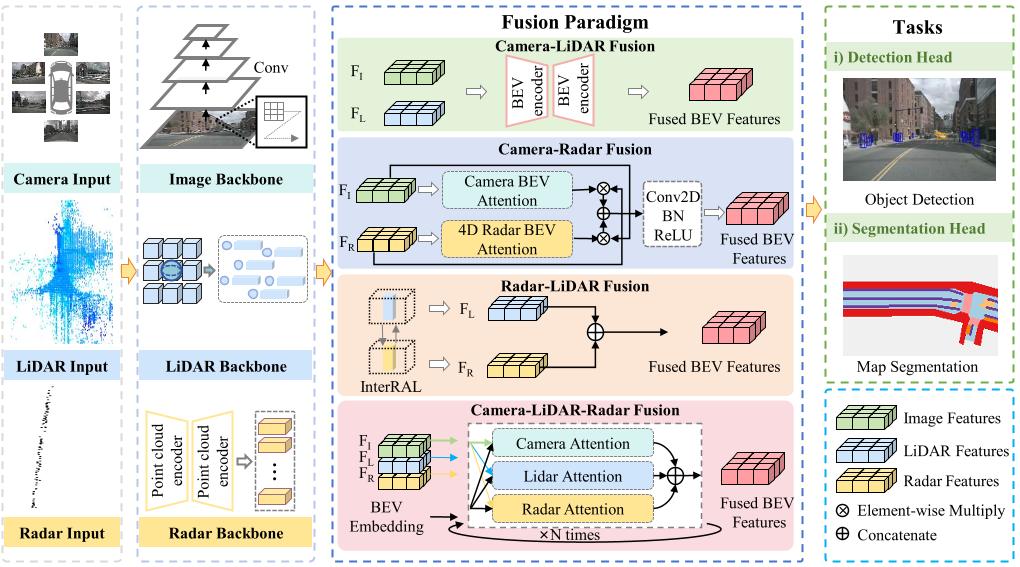 Camera Input
LiDAR Input
Radar Input
Conv
Image Backbone
LiDAR Backbone
Point cloud
encoder
Point cloud
encoder
Radar Backbone
Fusion Paradigm
Camera-LiDAR Fusion
F_I
F_L
BEV
encoder
BEV
encoder
Fused BEV Features
Camera-Radar Fusion
F_I
F_R
Camera BEV
Attention
4D Radar BEV
Attention
Conv2D
BN
ReLU
Fused BEV
Features
Radar-LiDAR Fusion
InterRAL
F_L
F_R
Fused BEV Features
Camera-LiDAR-Radar Fusion
F_I
F_L
F_R
BEV
Embedding
Camera Attention
Lidar Attention
Radar Attention
×N times
Fused BEV
Features
Tasks
i) Detection Head
Object Detection
ii) Segmentation Head
Map Segmentation
Image Features
LiDAR Features
Radar Features
Element-wise Multiply
Concatenate